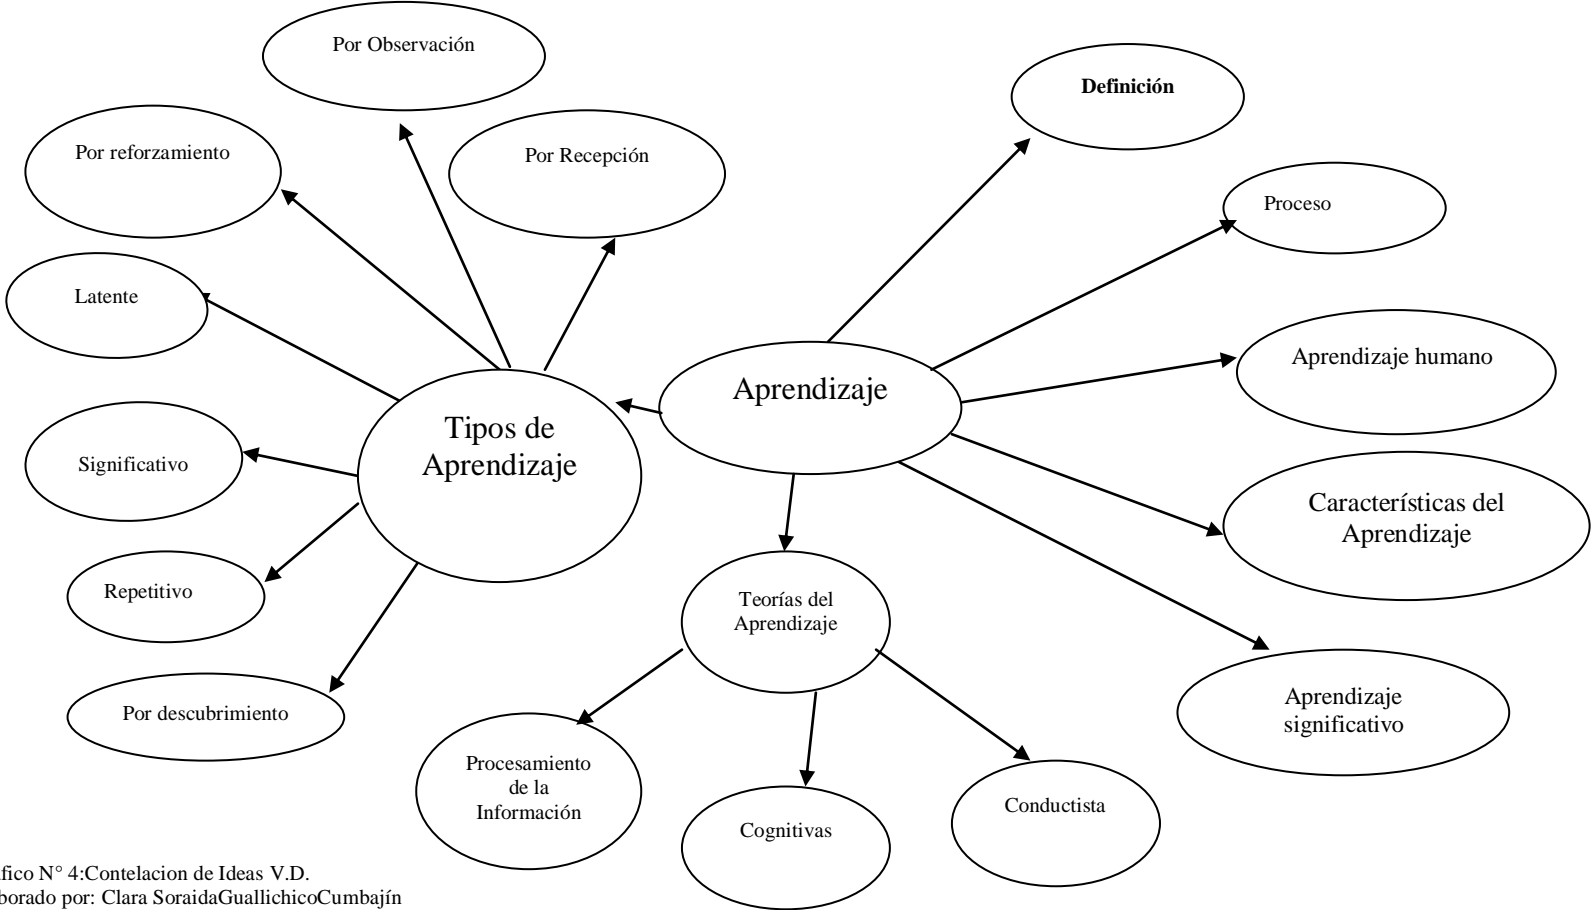 Por Observación
Definición
Por reforzamiento
Por Recepción
Proceso
Latente
Aprendizaje humano
Aprendizaje
Tipos de
Aprendizaje
Significativo
Características del
Aprendizaje
Repetitivo
Teorías del
Aprendizaje
Por descubrimiento
Aprendizaje
significativo
Procesamiento
de la
Información
Cognitivas
Conductista
fico N° 4:Contelacion de Ideas V.D.
borado por: Clara SoraidaGuallichicoCumbajín